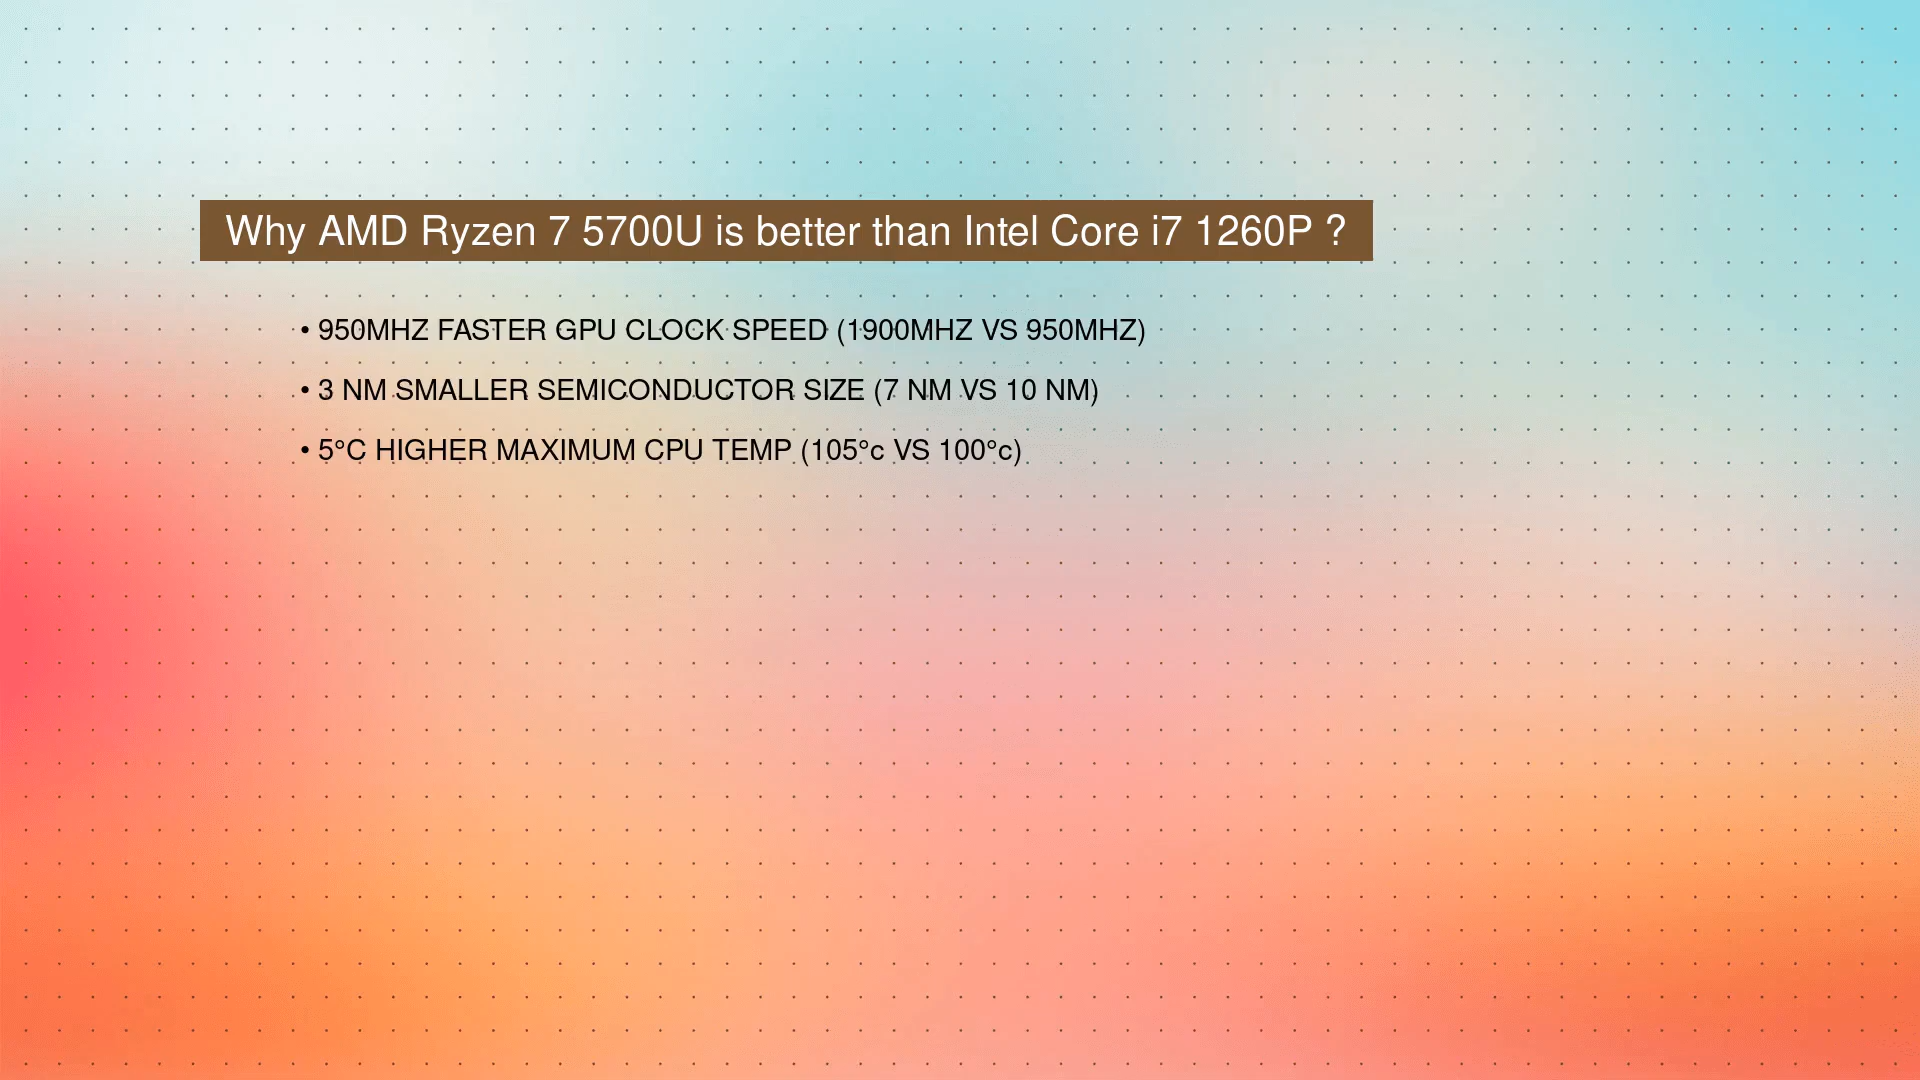 Why AMD Ryzen 7 5700U is better than Intel Core i7 1260P ?
• 950MHZ FASTER GPU CLOCK SPEED (1900MHZ VS 950MHZ)
• 3 NM SMALLER SEMICONDUCTOR SIZE (7 NM VS 10 NM)
• 5°C HIGHER MAXIMUM CPU TEMP (105°c VS 100°c)